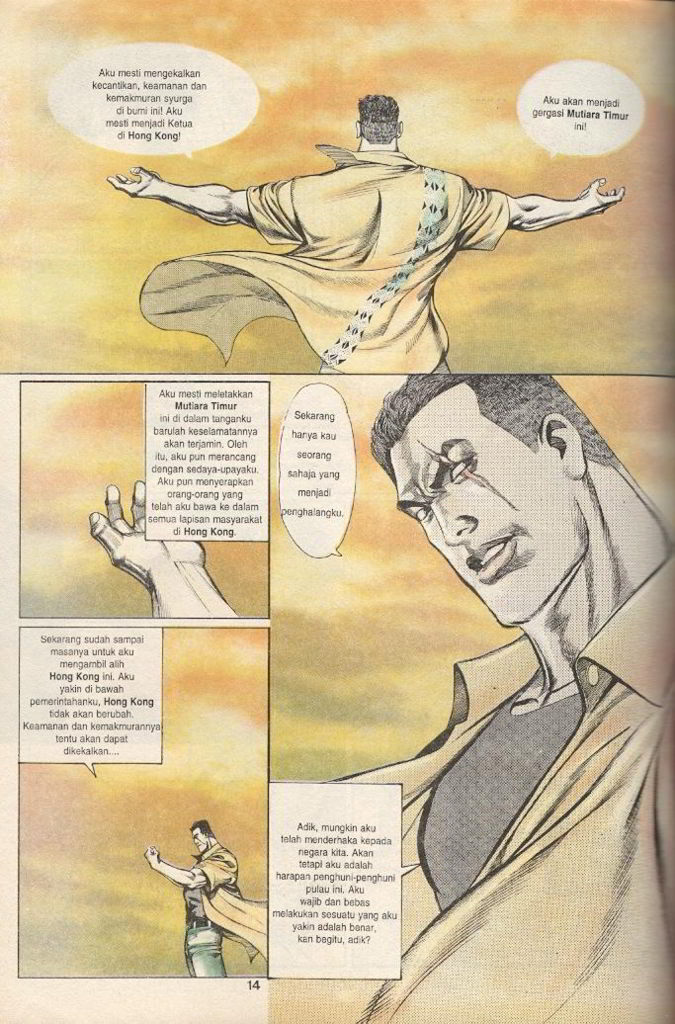 Aku mesti mengekalkan
kecantikan, keamanan dan
kemakmuran syurga
di bumi ini! Aku
mesti menjadi Ketua
di Hong Kong!
Aku akan menjadi
gergasi Mutiara Timur
ini!
Aku mesti meletakkan
Mutiara Timur
ini di dalam tanganku
barulah keselamatannya
akan terjamin. Oleh
itu, aku pun merancang
dengan sedaya-upayaku.
Aku pun menyerapkan
orang-orang yang
telah aku bawa ke dalam
semua lapisan masyarakat
di Hong Kong.
Sekarang
hanya kau
seorang
sahaja yang
menjadi
penghalangku.
Sekarang sudah sampai
masanya untuk aku
mengambil alih
Hong Kong ini. Aku
yakin di bawah
pemerintahanku, Hong Kong
tidak akan berubah.
Keamanan dan kemakmurannya
tentu akan dapat
dikekalkan....
Adik, mungkin aku
telah menderhaka kepada
negara kita. Akan
tetapi aku adalah
harapan penghuni-penghuni
pulau ini. Aku
wajib dan bebas
melakukan sesuatu yang aku
yakin adalah benar,
kan begitu, adik?
14